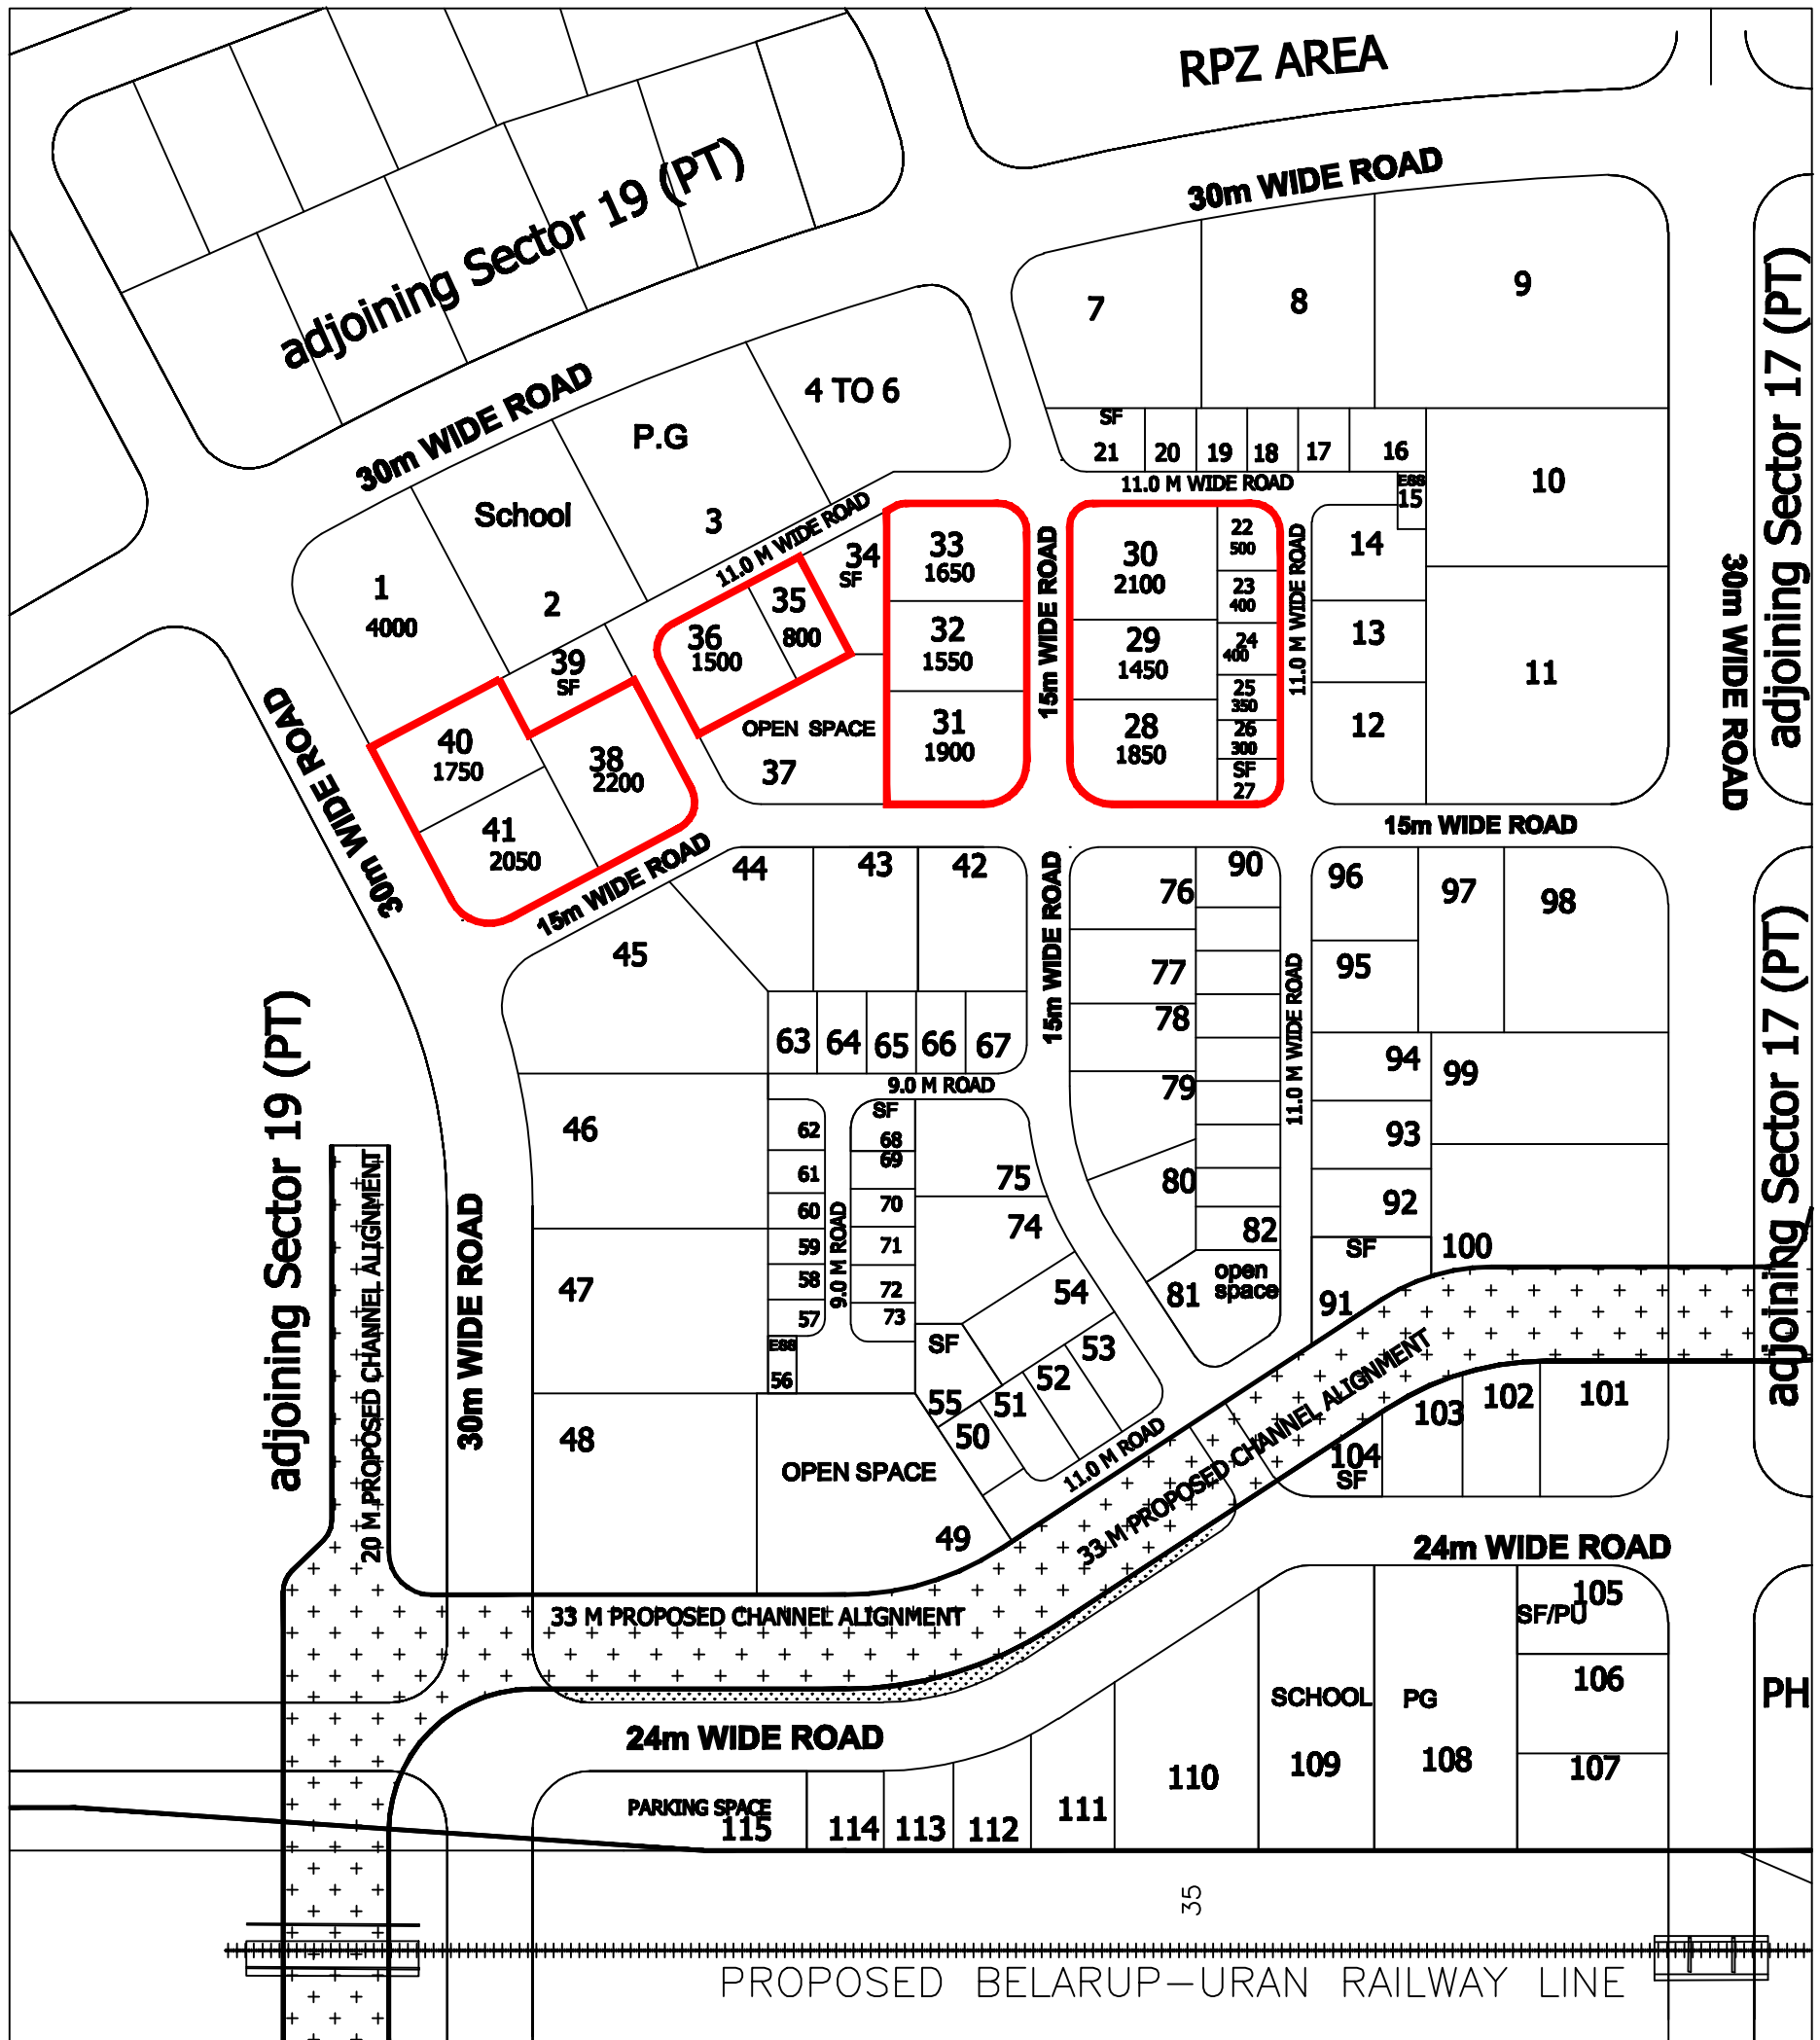 RPZ AREA
30m WIDE ROAD
adjoining Sector 19 (PT)
30m WIDE ROAD
adjoining Sector 17 (PT)
30m WIDE ROAD
7
8
9
4 TO 6
P.G
3
School
2
1
4000
SF
21
20
19
18
17
16
11.0 M WIDE ROAD
ESS
15
10
11
14
13
12
11.0 M WIDE ROAD
34
SF
33
1650
32
1550
31
1900
15m WIDE ROAD
30
2100
29
1450
28
1850
22
500
23
400
24
400
25
350
26
300
SF
27
11.0 M WIDE ROAD
35
800
36
1500
OPEN SPACE
37
39
SF
40
1750
38
2200
41
2050
30m WIDE ROAD
15m WIDE ROAD
15m WIDE ROAD
44
43
42
45
63
64
65
66
67
9.0 M ROAD
15m WIDE ROAD
76
77
78
79
80
90
82
81
open
space
11.0 M WIDE ROAD
96
97
98
95
94
99
93
92
SF
100
91
adjoining Sector 17 (PT)
adjoining Sector 19 (PT)
20 M PROPOSED CHANNEL ALIGNMENT
30m WIDE ROAD
46
47
48
62
61
60
59
58
57
ESS
56
9.0 M ROAD
SF
68
69
70
71
72
73
75
74
54
53
52
51
50
SF
55
11.0 M ROAD
OPEN SPACE
49
33 M PROPOSED CHANNEL ALIGNMENT
33 M PROPOSED CHANNEL ALIGNMENT
101
102
103
104
SF
24m WIDE ROAD
24m WIDE ROAD
105
SF/PU
106
107
PG
108
SCHOOL
109
110
111
112
113
114
PARKING SPACE
115
PH
35
PROPOSED BELARUP-URAN RAILWAY LINE